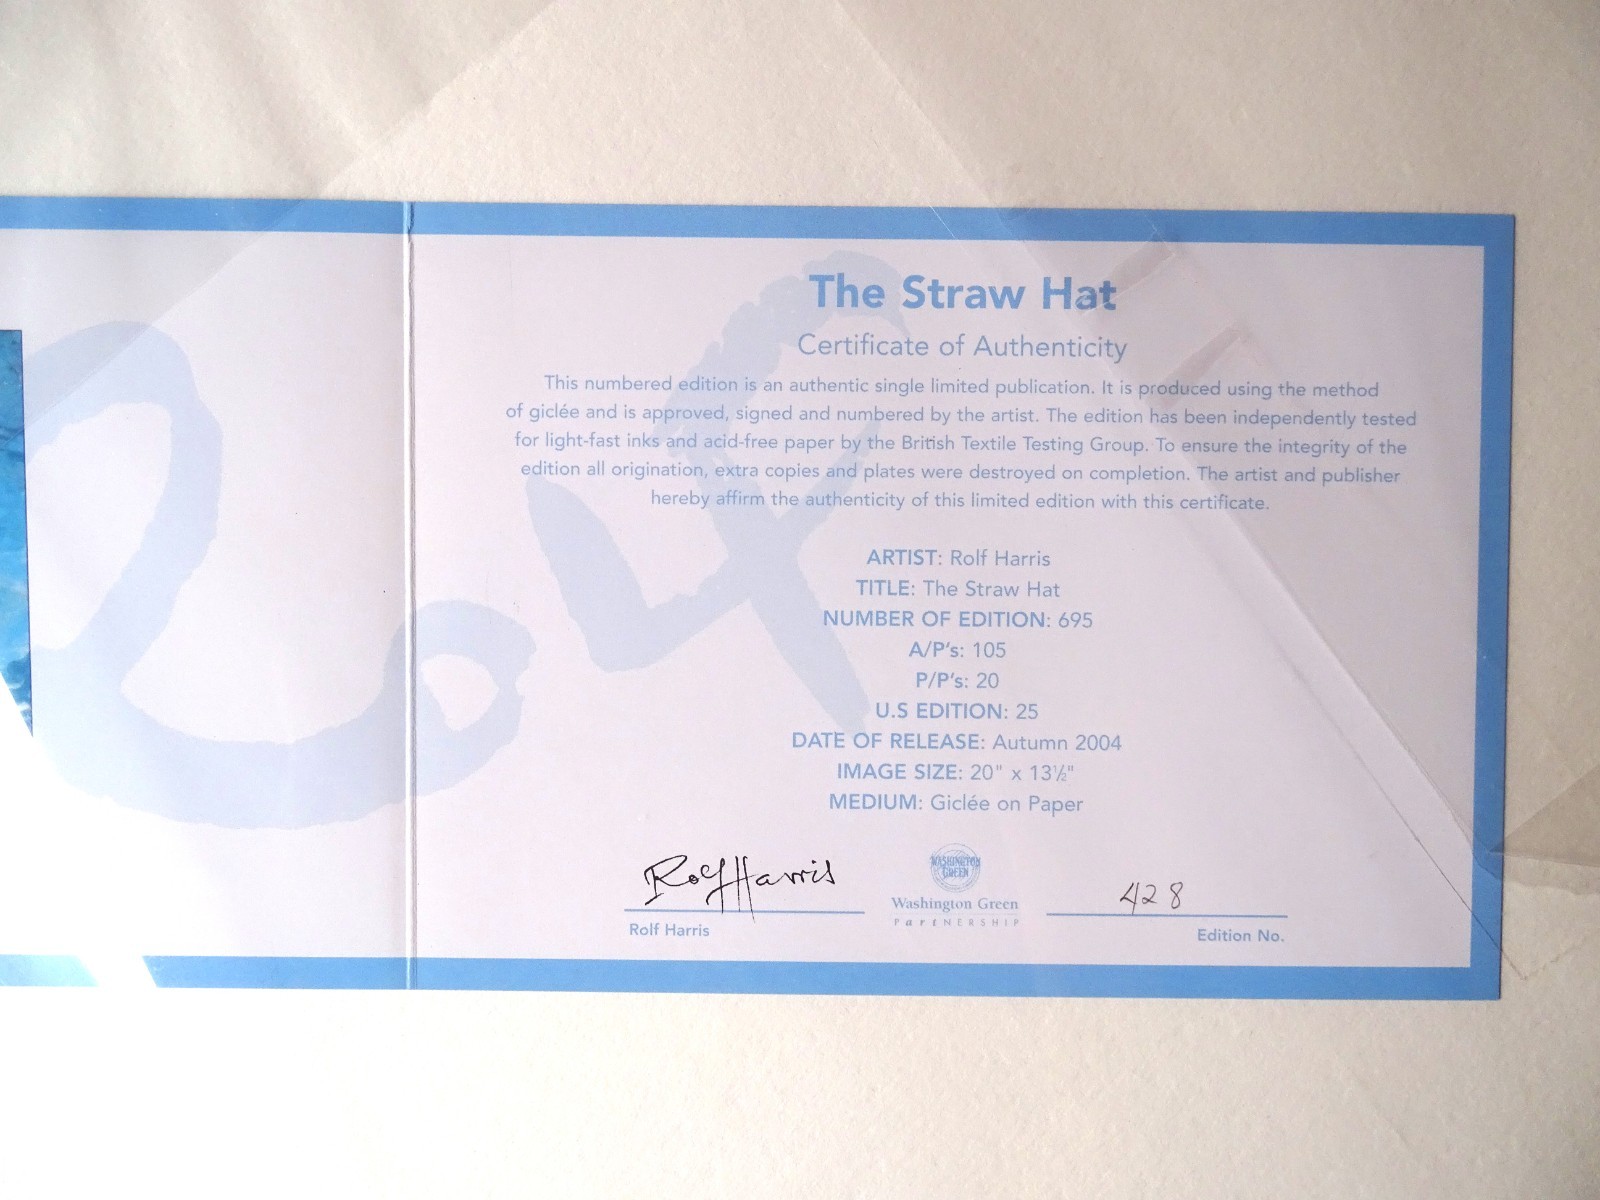 The Straw Hat
Certificate of Authenticity
This numbered edition is an authentic single limited publication. It is produced using the method
of giclée and is approved, signed and numbered by the artist. The edition has been independently tested
for light-fast inks and acid-free paper by the British Textile Testing Group. To ensure the integrity of the
edition all origination, extra copies and plates were destroyed on completion. The artist and publisher
hereby affirm the authenticity of this limited edition with this certificate.
ARTIST: Rolf Harris
TITLE: The Straw Hat
NUMBER OF EDITION: 695
A/P's: 105
P/P's: 20
U.S EDITION: 25
DATE OF RELEASE: Autumn 2004
IMAGE SIZE: 20" x 13½"
MEDIUM: Giclée on Paper
Rolf Harris
WASHINGTON
GREEN
Washington Green
PartNERSHIP
428
Rolf Harris
Edition No.
Rolf